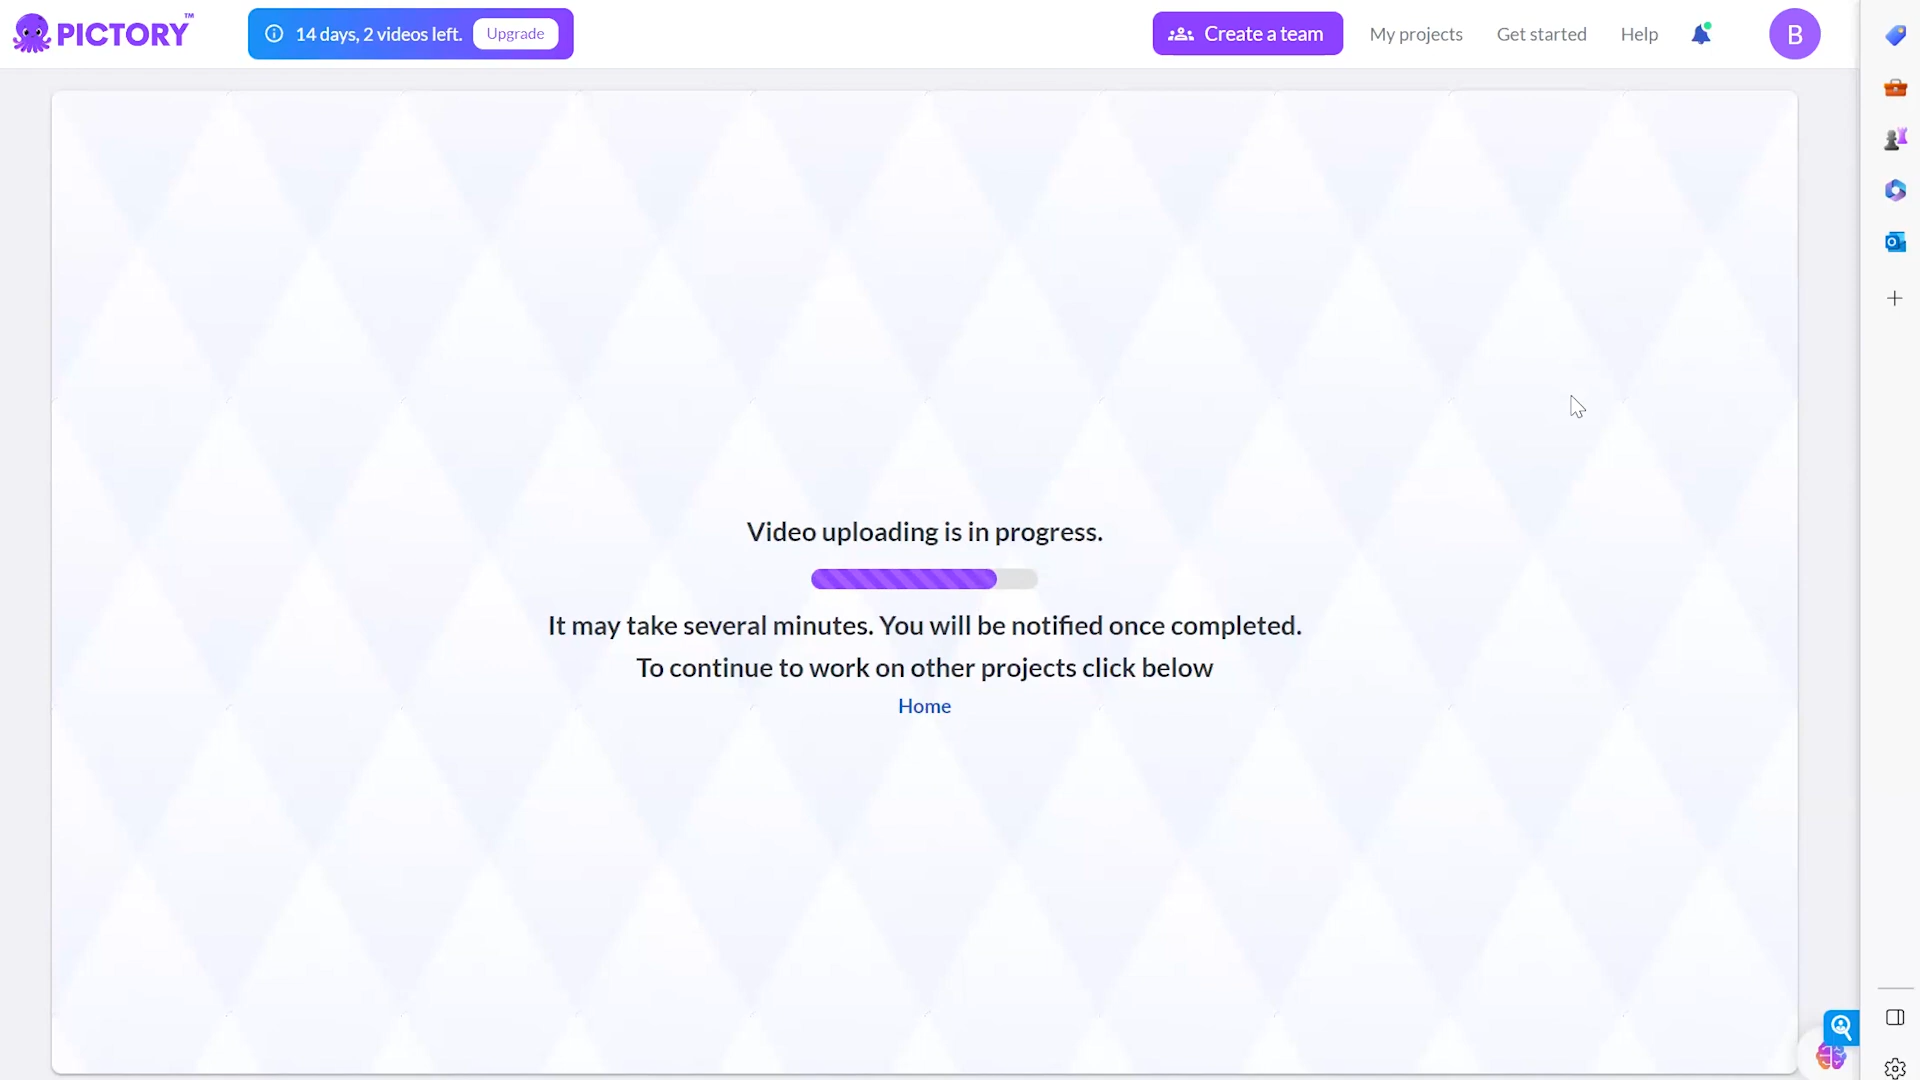 PICTORY™
14 days, 2 videos left.
Upgrade
Create a team
My projects
Get started
Help
B
Video uploading is in progress.
It may take several minutes. You will be notified once completed.
To continue to work on other projects click below
Home